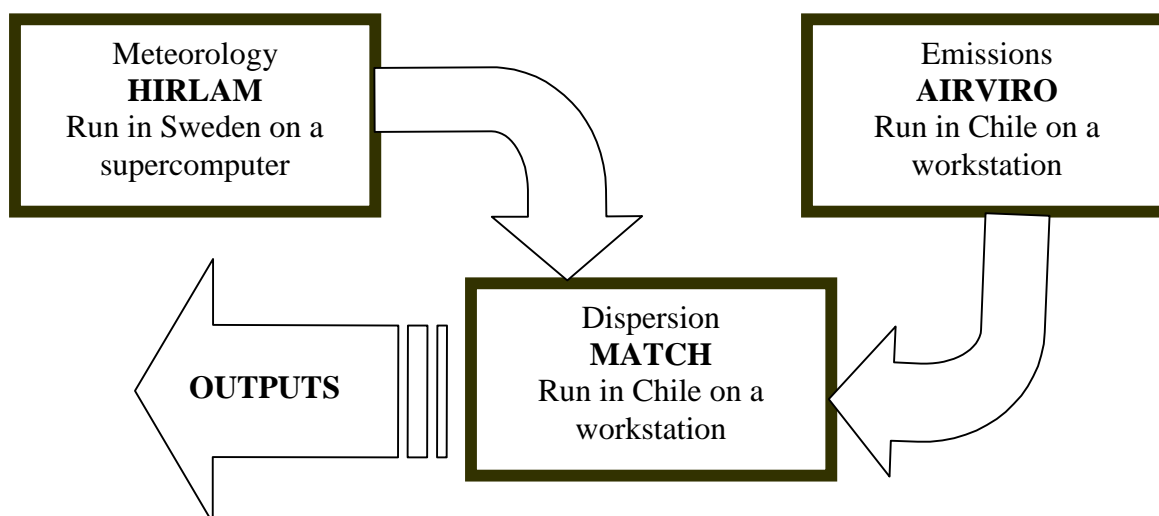 Meteorology
HIRLAM
Run in Sweden on a
supercomputer
Emissions
AIRVIRO
Run in Chile on a
workstation
Dispersion
MATCH
Run in Chile on a
workstation
OUTPUTS